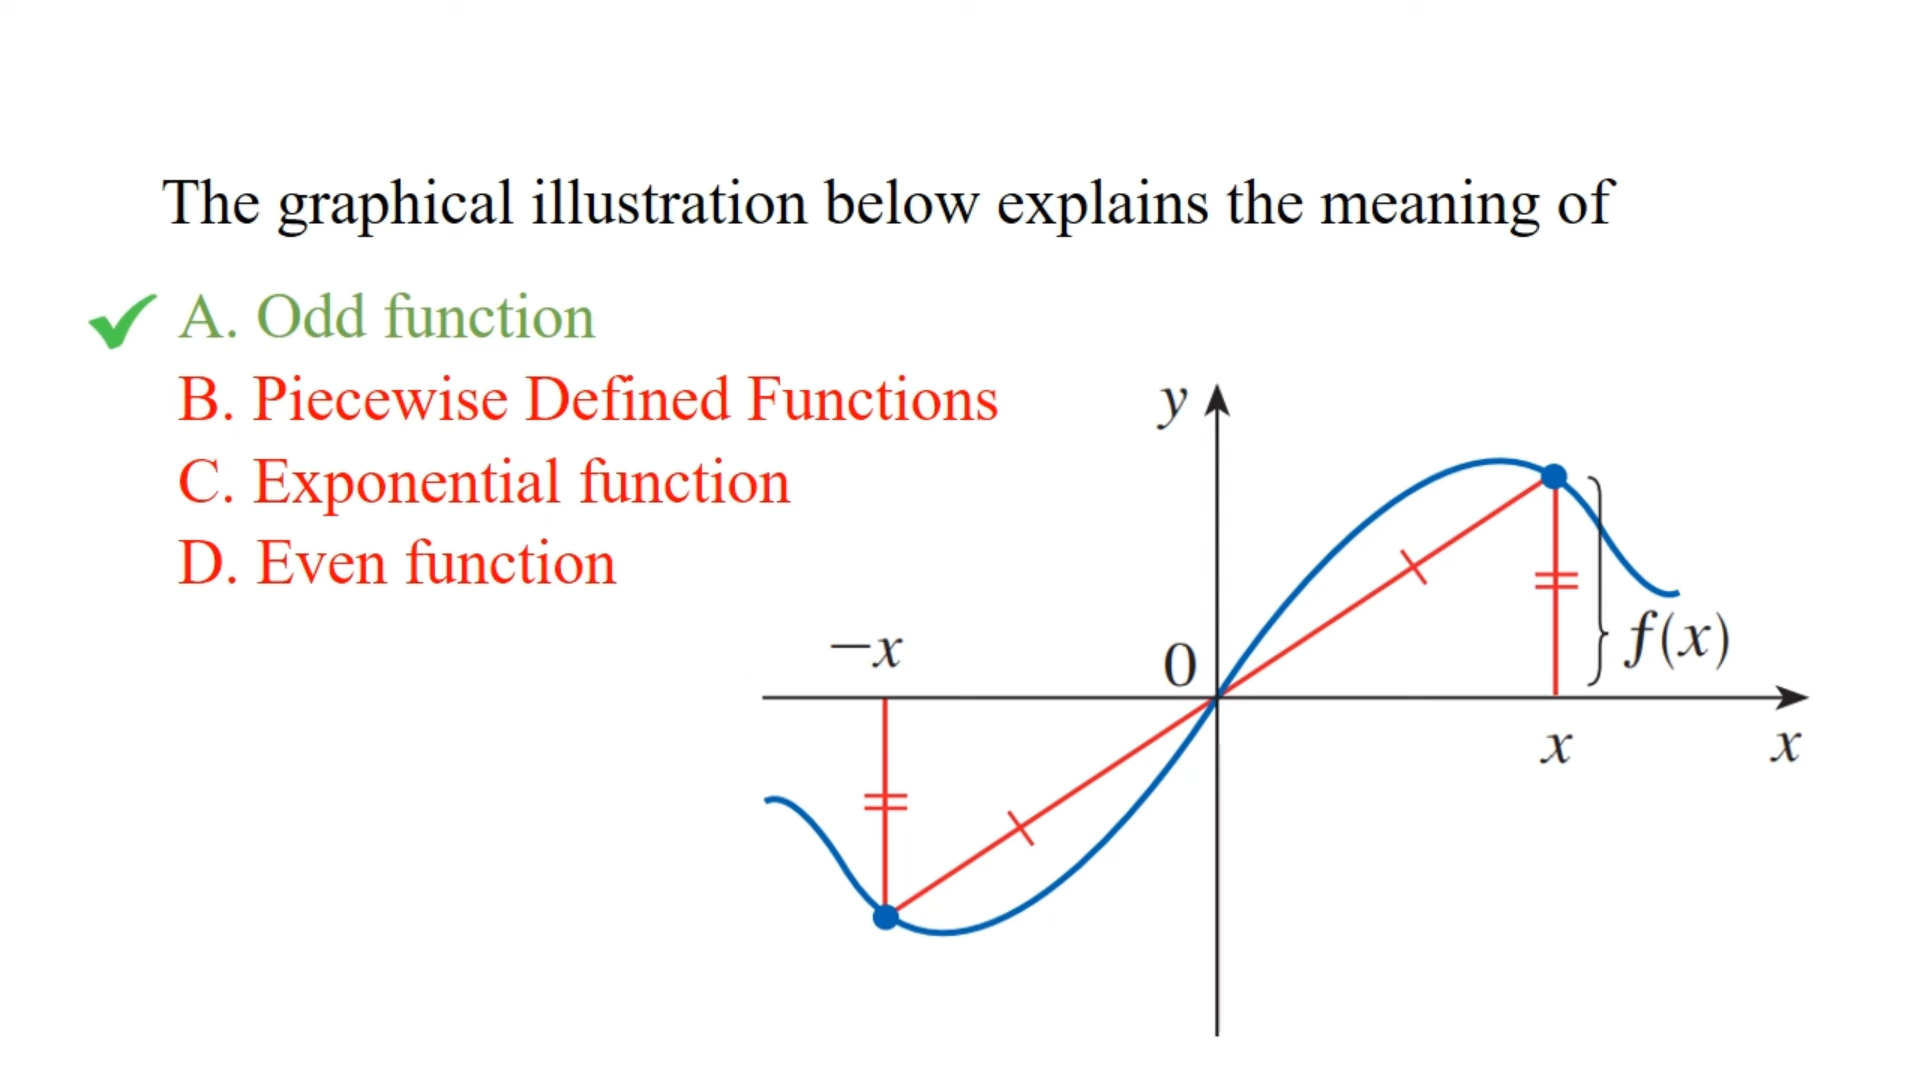 The graphical illustration below explains the meaning of
A. Odd function
B. Piecewise Defined Functions
C. Exponential function
D. Even function
y
−x
0
f(x)
x
x